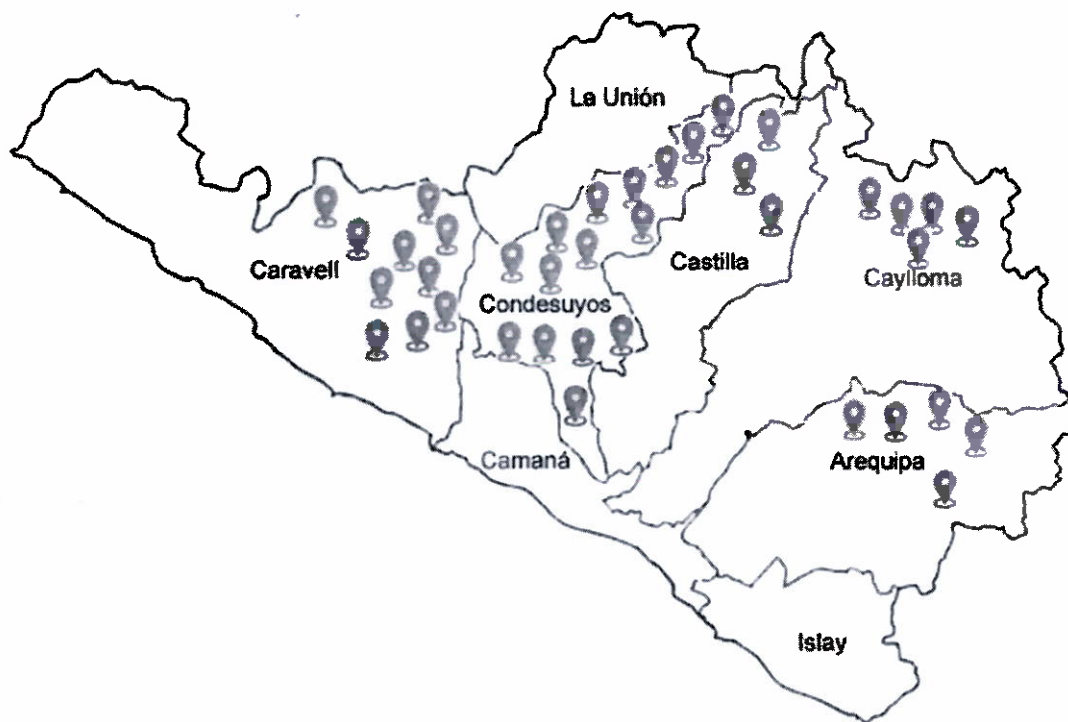 La Unión
Caravelí
Castilla
Caylloma
Condesuyos
Camaná
Arequipa
Islay